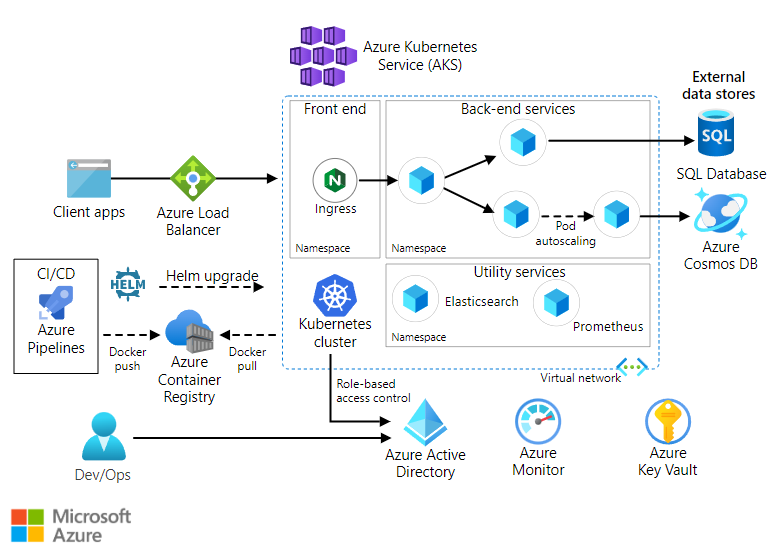 Azure Kubernetes
Service (AKS)
External
data stores
Front end
Back-end services
SQL
SQL Database
Ingress
Pod
autoscaling
Namespace
Namespace
Azure
Cosmos DB
Client apps
Azure Load
Balancer
CI/CD
Azure
Pipelines
HELM
Helm upgrade
Docker
push
Azure
Container
Registry
Docker
pull
Kubernetes
cluster
Utility services
Elasticsearch
Prometheus
Namespace
Virtual network
Role-based
access control
Dev/Ops
Azure Active
Directory
Azure
Monitor
Azure
Key Vault
Microsoft
Azure